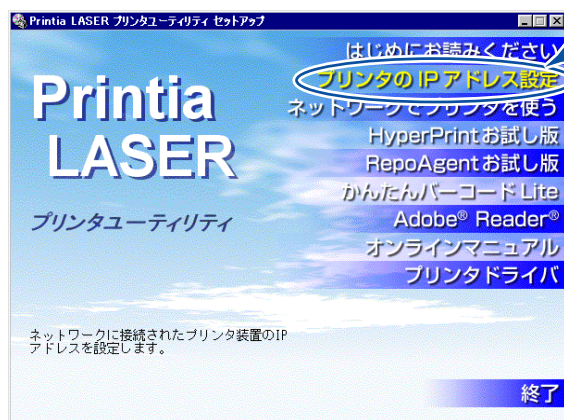 Printia LASER プリンタユーティリティ セットアップ
はじめにお読みください
プリンタの IP アドレス設定
ネットワークでプリンタを使う
HyperPrintお試し版
RepoAgentお試し版
かんたんバーコード Lite
Adobe® Reader®
オンラインマニュアル
プリンタドライバ
Printia
LASER
プリンタユーティリティ
ネットワークに接続されたプリンタ装置のIP
アドレスを設定します。
終了